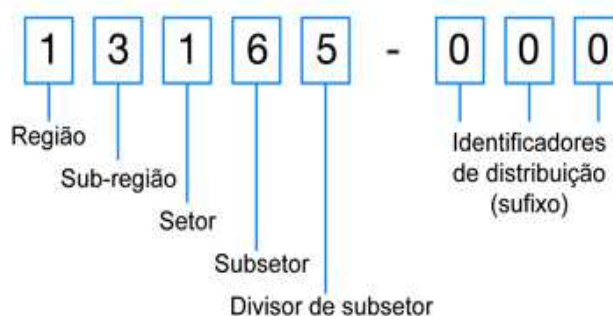 1 3 1 6 5 - 0 0 0
Região
Sub-região
Setor
Subsetor
Divisor de subsetor
Identificadores
de distribuição
(sufixo)